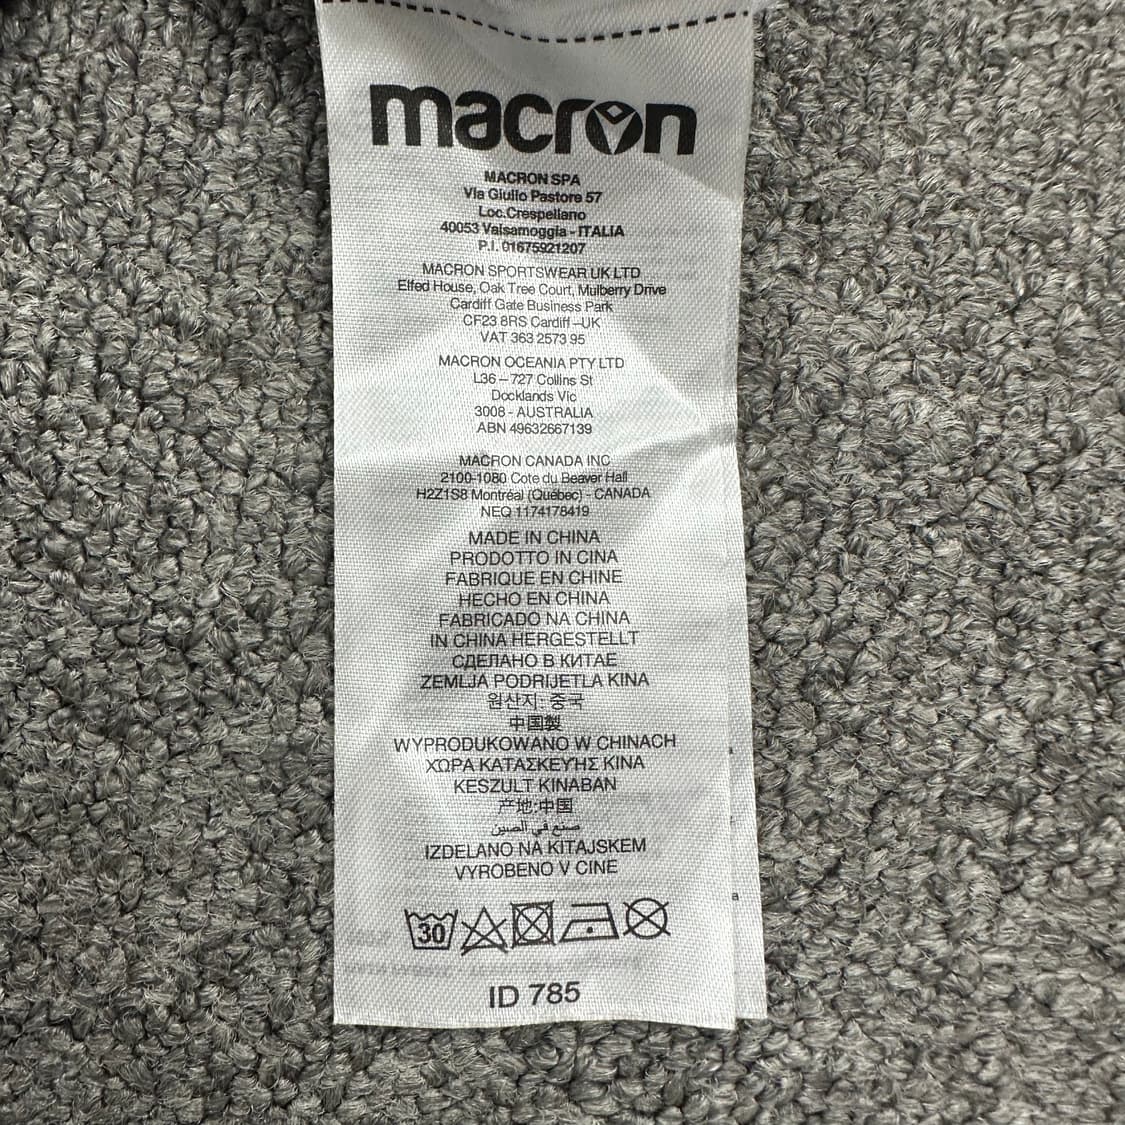 macron
MACRON SPA
Via Giulio Pastore 57
Loc.Crespellano
40053 Valsamoggia - ITALIA
P.I. 01675921207
MACRON SPORTSWEAR UK LTD
Elfed House, Oak Tree Court, Mulberry Drive
Cardiff Gate Business Park
CF23 8RS Cardiff –UK
VAT 363 2573 95
MACRON OCEANIA PTY LTD
L36 – 727 Collins St
Docklands Vic
3008 - AUSTRALIA
ABN 49632667139
MACRON CANADA INC
2100-1080 Cote du Beaver Hall
H2Z1S8 Montréal (Québec) - CANADA
NEQ 1174178419
MADE IN CHINA
PRODOTTO IN CINA
FABRIQUE EN CHINE
HECHO EN CHINA
FABRICADO NA CHINA
IN CHINA HERGESTELLT
СДЕЛАНО В КИТАЕ
ZEMLJA PODRIJETLA KINA
원산지: 중국
中国製
WYPRODUKOWANO W CHINACH
ΧΩΡΑ ΚΑΤΑΣΚΕΥΉΣ ΚΙΝΑ
KESZULT KINABAN
产地:中国
صنع في الصين
IZDELANO NA KITAJSKEM
VYROBENO V CINE
30
ID 785